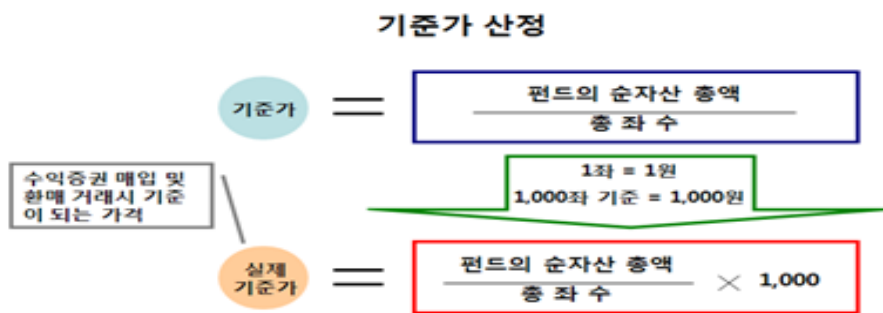 기준가 산정
기준가
펀드의 순자산 총액
총 좌 수
1좌 = 1원
1,000좌 기준 = 1,000원
수익증권 매입 및
환매 거래시 기준
이 되는 가격
실제
기준가
펀드의 순자산 총액
총 좌 수
× 1,000